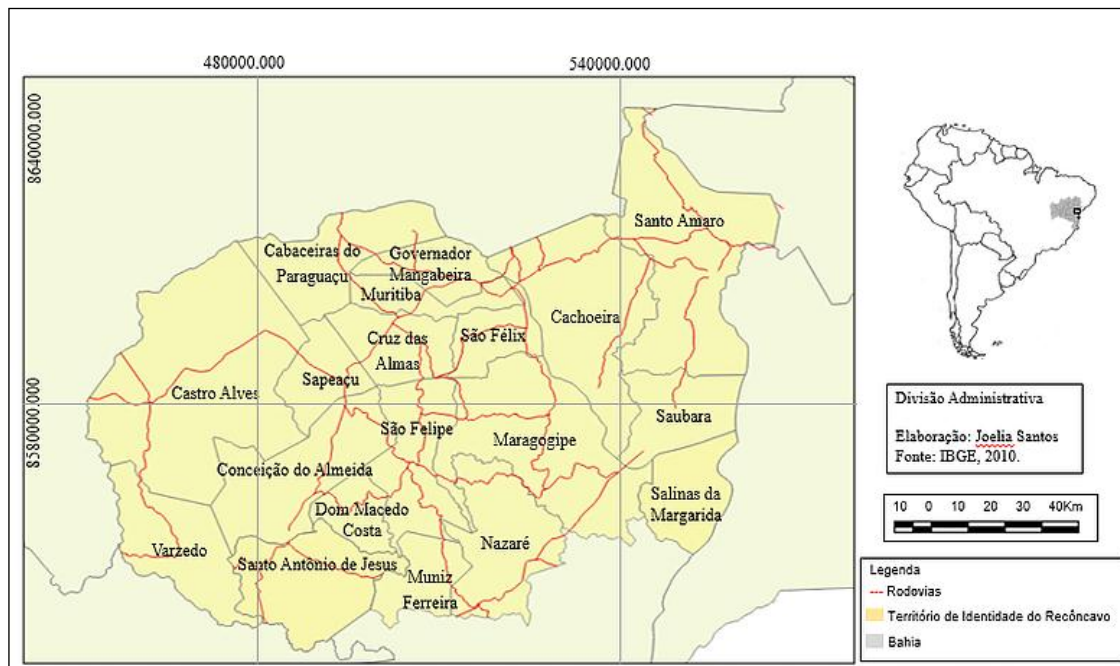 480000.000
540000.000
8640000.000
8580000.000
Santo Amaro
Cabaceiras do
Paraguaçu
Governador
Mangabeira
Muritiba
Cachoeira
São Félix
Cruz das
Almas
Sapeaçu
Castro Alves
Saubara
São Felipe
Maragogipe
Conceição do Almeida
Salinas da
Margarida
Dom Macedo
Costa
Nazaré
Varzedo
Santo Antônio de Jesus
Muniz
Ferreira
Divisão Administrativa
Elaboração: Joelia Santos
Fonte: IBGE, 2010.
10 0 10 20 30 40Km
Legenda
Rodovias
Território de Identidade do Recôncavo
Bahia